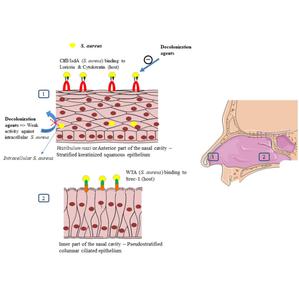 S. aureus
ClfB/IsdA (S. aureus) binding to
Loricrin & Cytokeratin (host)
Decolonization
agents
1
Decolonization
agents => Weak
activity against
intracellular S. aureus
Intracellular S. aureus
Vestibulum nasi or Anterior part of the nasal cavity –
Stratified keratinized squamous epithelium
1
2
WTA (S. aureus) binding to
Srec-1 (host)
2
Inner part of the nasal cavity – Pseudostratified
columnar ciliated epithelium